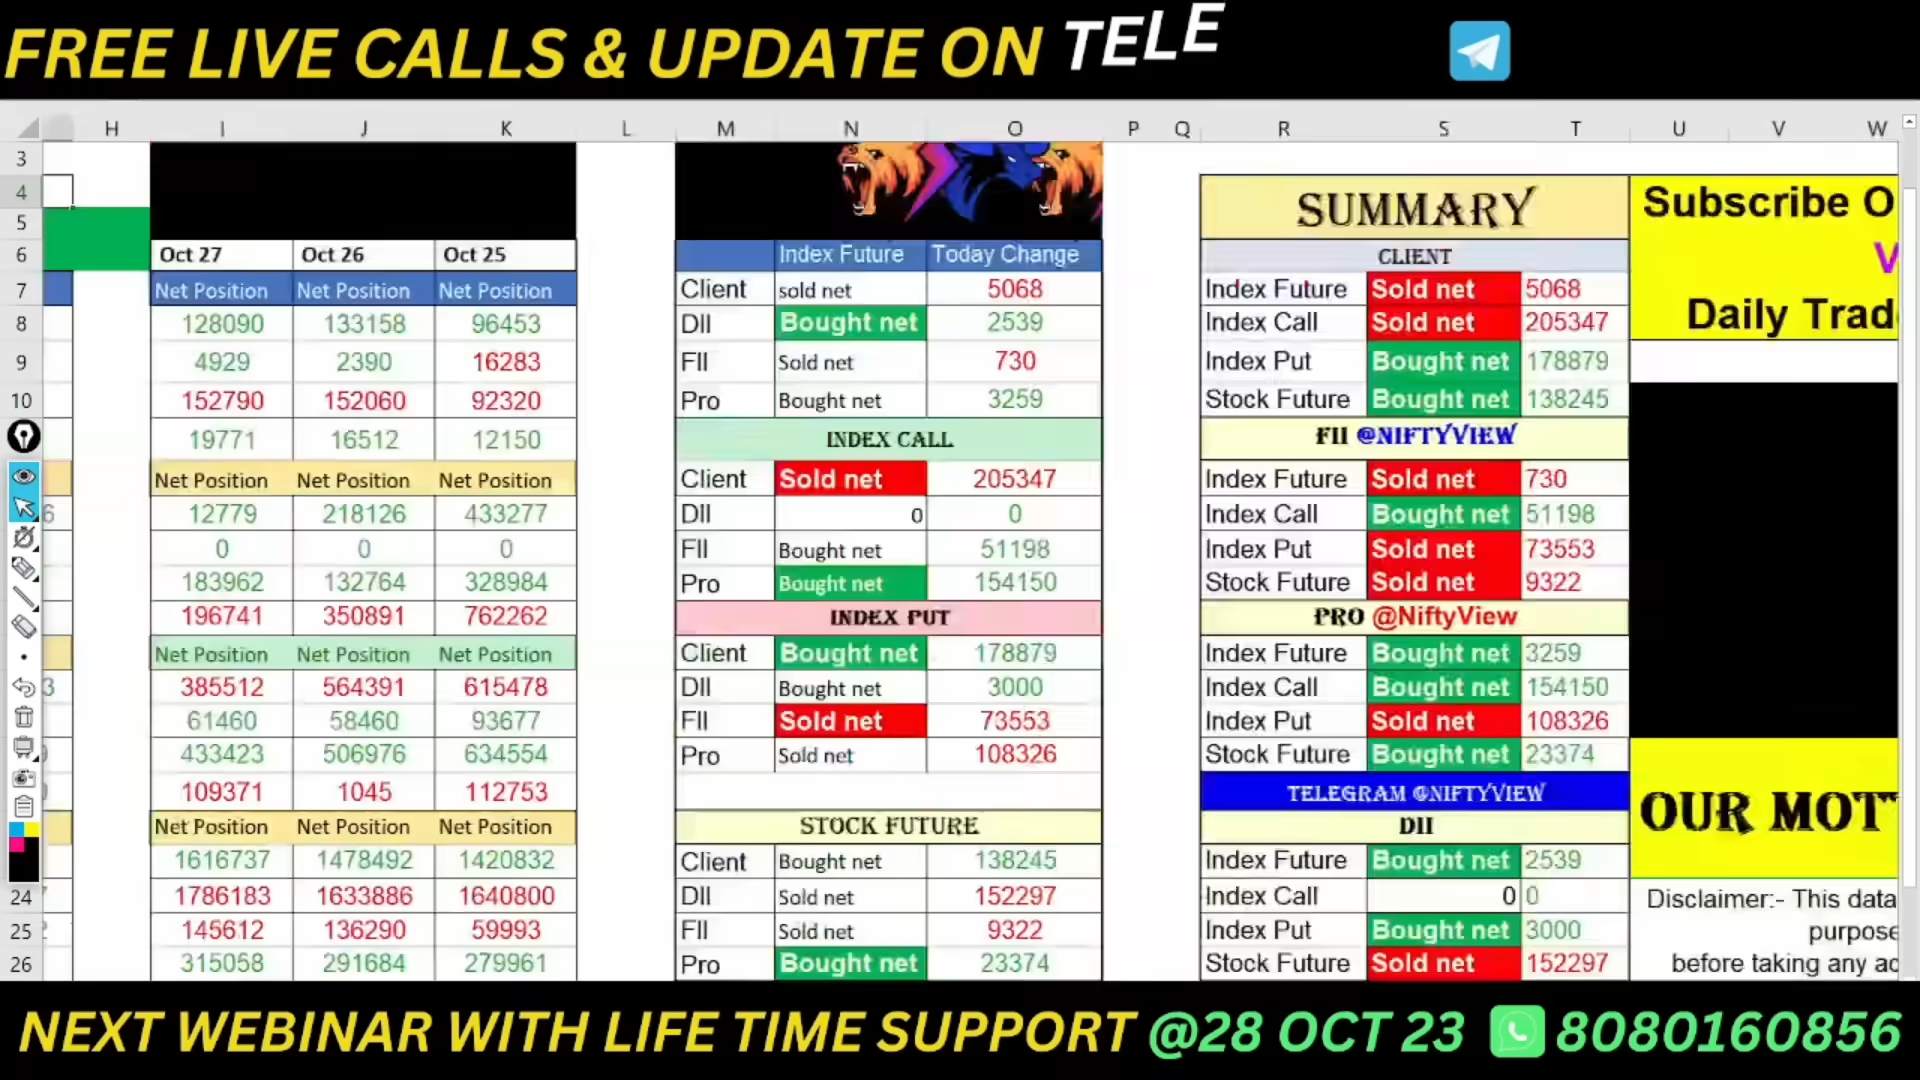 FREE LIVE CALLS & UPDATE ON TELE
H I J K L M N O P Q R S T U V W
3
4 SUMMARY Subscribe O
5
6 Oct 27 Oct 26 Oct 25 Index Future Today Change CLIENT V
7 Net Position Net Position Net Position Client sold net 5068 Index Future Sold net 5068
8 128090 133158 96453 DII Bought net 2539 Index Call Sold net 205347 Daily Trad
9 4929 2390 16283 FII Sold net 730 Index Put Bought net 178879
10 152790 152060 92320 Pro Bought net 3259 Stock Future Bought net 138245
19771 16512 12150 INDEX CALL FII @NIFTYVIEW
Net Position Net Position Net Position Client Sold net 205347 Index Future Sold net 730
6 12779 218126 433277 DII 0 0 Index Call Bought net 51198
0 0 0 FII Bought net 51198 Index Put Sold net 73553
183962 132764 328984 Pro Bought net 154150 Stock Future Sold net 9322
196741 350891 762262 INDEX PUT PRO @NiftyView
Net Position Net Position Net Position Client Bought net 178879 Index Future Bought net 3259
3 385512 564391 615478 DII Bought net 3000 Index Call Bought net 154150
61460 58460 93677 FII Sold net 73553 Index Put Sold net 108326
433423 506976 634554 Pro Sold net 108326 Stock Future Bought net 23374
109371 1045 112753 TELEGRAM @NIFTYVIEW OUR MOT
Net Position Net Position Net Position STOCK FUTURE DII
1616737 1478492 1420832 Client Bought net 138245 Index Future Bought net 2539
24 1786183 1633886 1640800 DII Sold net 152297 Index Call 0 0 Disclaimer:- This data
25 145612 136290 59993 FII Sold net 9322 Index Put Bought net 3000 purpose
26 315058 291684 279961 Pro Bought net 23374 Stock Future Sold net 152297 before taking any ac
NEXT WEBINAR WITH LIFE TIME SUPPORT @28 OCT 23 8080160856